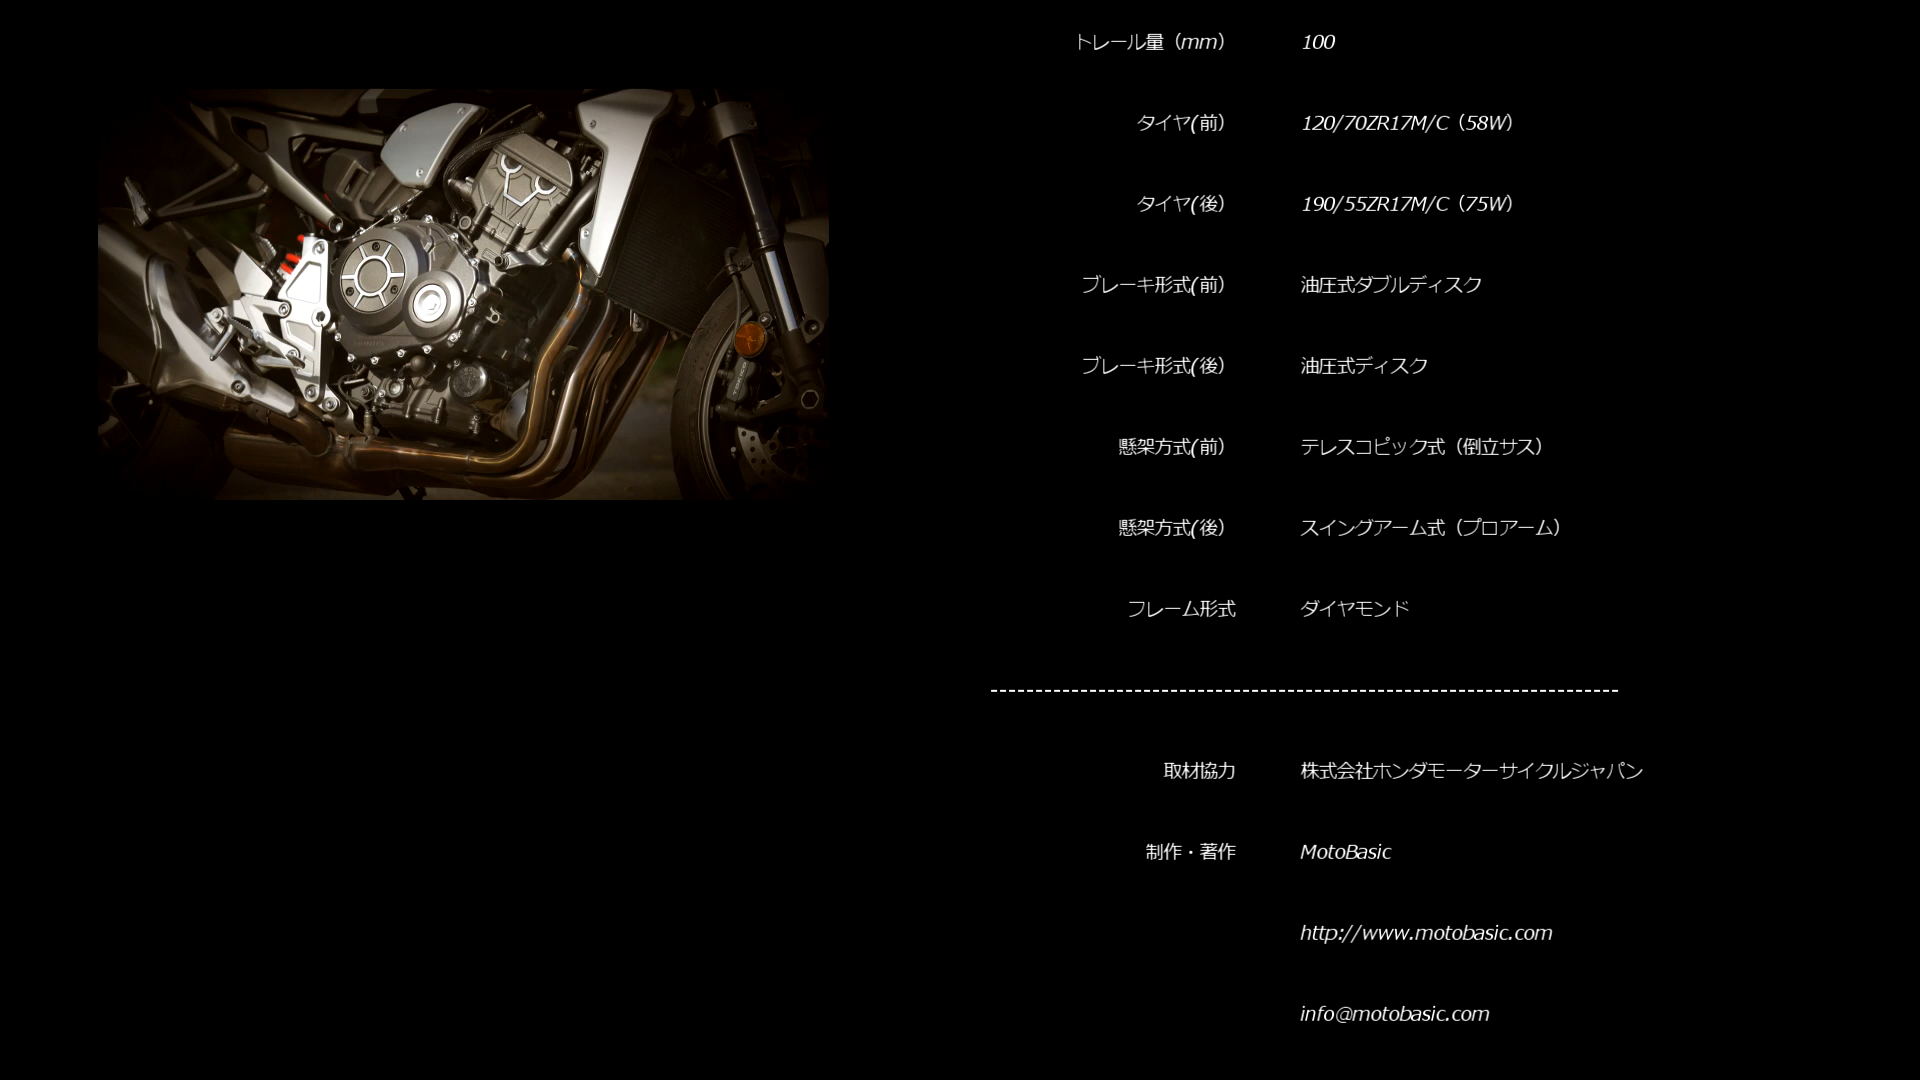 トレール量（mm） 100
タイヤ(前） 120/70ZR17M/C（58W）
タイヤ(後） 190/55ZR17M/C（75W）
ブレーキ形式(前） 油圧式ダブルディスク
ブレーキ形式(後） 油圧式ディスク
懸架方式(前） テレスコピック式（倒立サス）
懸架方式(後） スイングアーム式（プロアーム）
フレーム形式 ダイヤモンド
----------------------------------------------------------------------
取材協力 株式会社ホンダモーターサイクルジャパン
制作・著作 MotoBasic
http://www.motobasic.com
info@motobasic.com